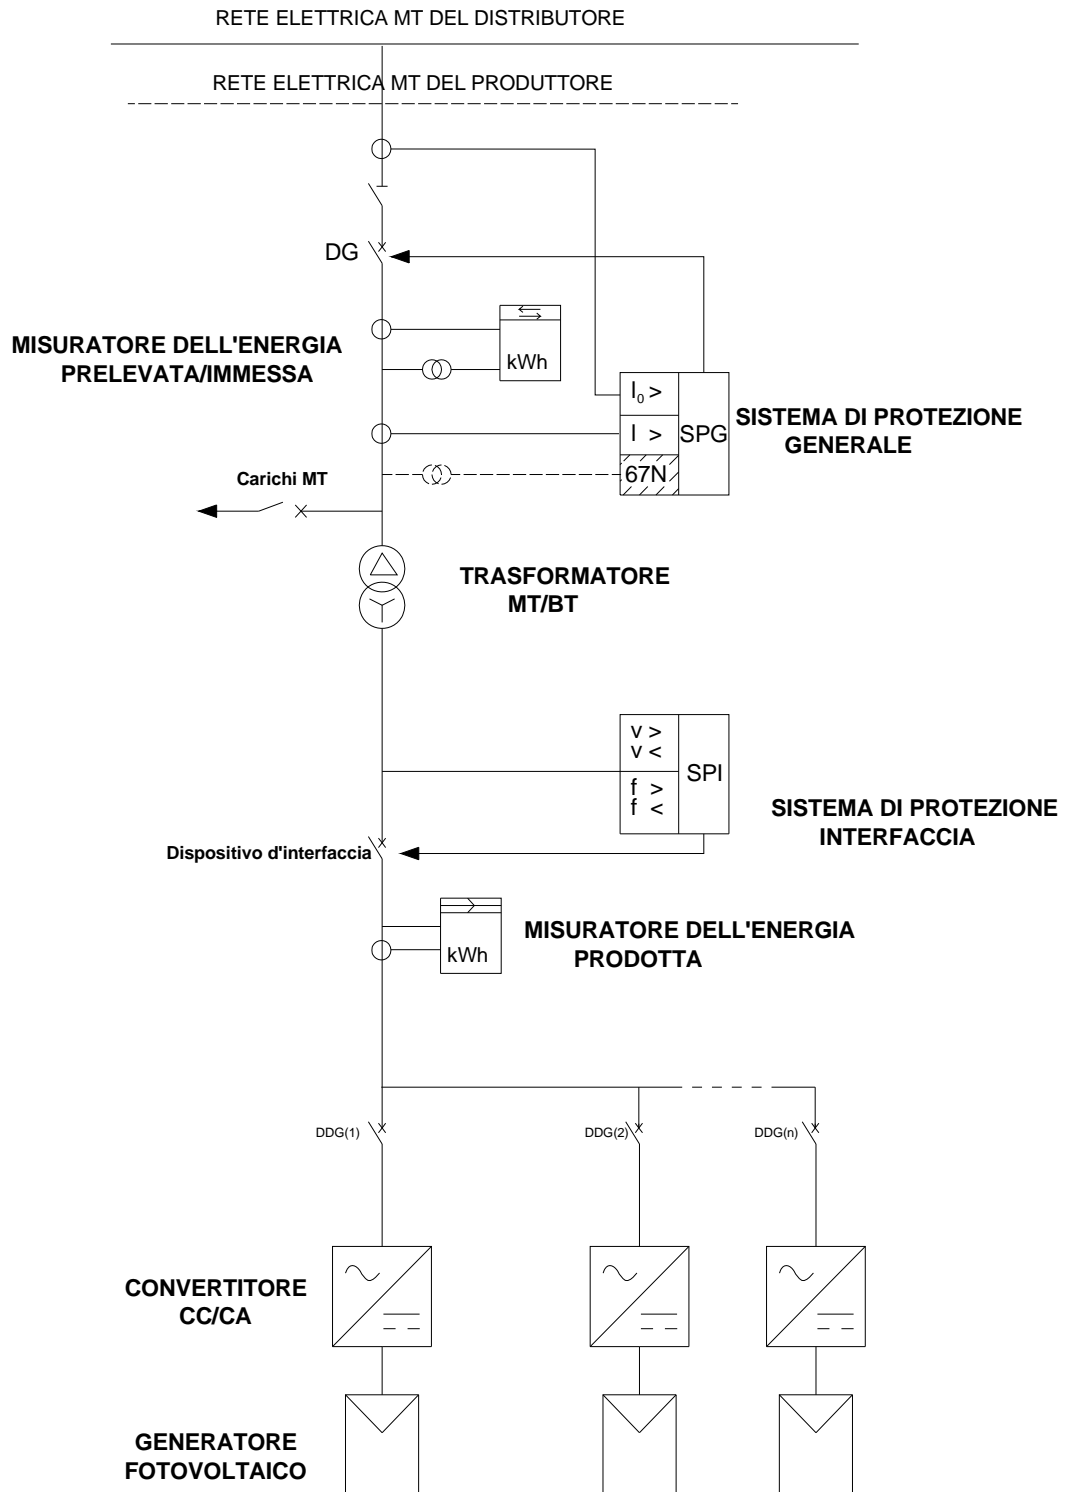 RETE ELETTRICA MT DEL DISTRIBUTORE
RETE ELETTRICA MT DEL PRODUTTORE
DG
MISURATORE DELL'ENERGIA
PRELEVATA/IMMESSA
kWh
I0 >
I >
67N
SPG
SISTEMA DI PROTEZIONE
GENERALE
Carichi MT
TRASFORMATORE
MT/BT
v >
v <
f >
f <
SPI
SISTEMA DI PROTEZIONE
INTERFACCIA
Dispositivo d'interfaccia
kWh
MISURATORE DELL'ENERGIA
PRODOTTA
DDG(1)
DDG(2)
DDG(n)
CONVERTITORE
CC/CA
GENERATORE
FOTOVOLTAICO